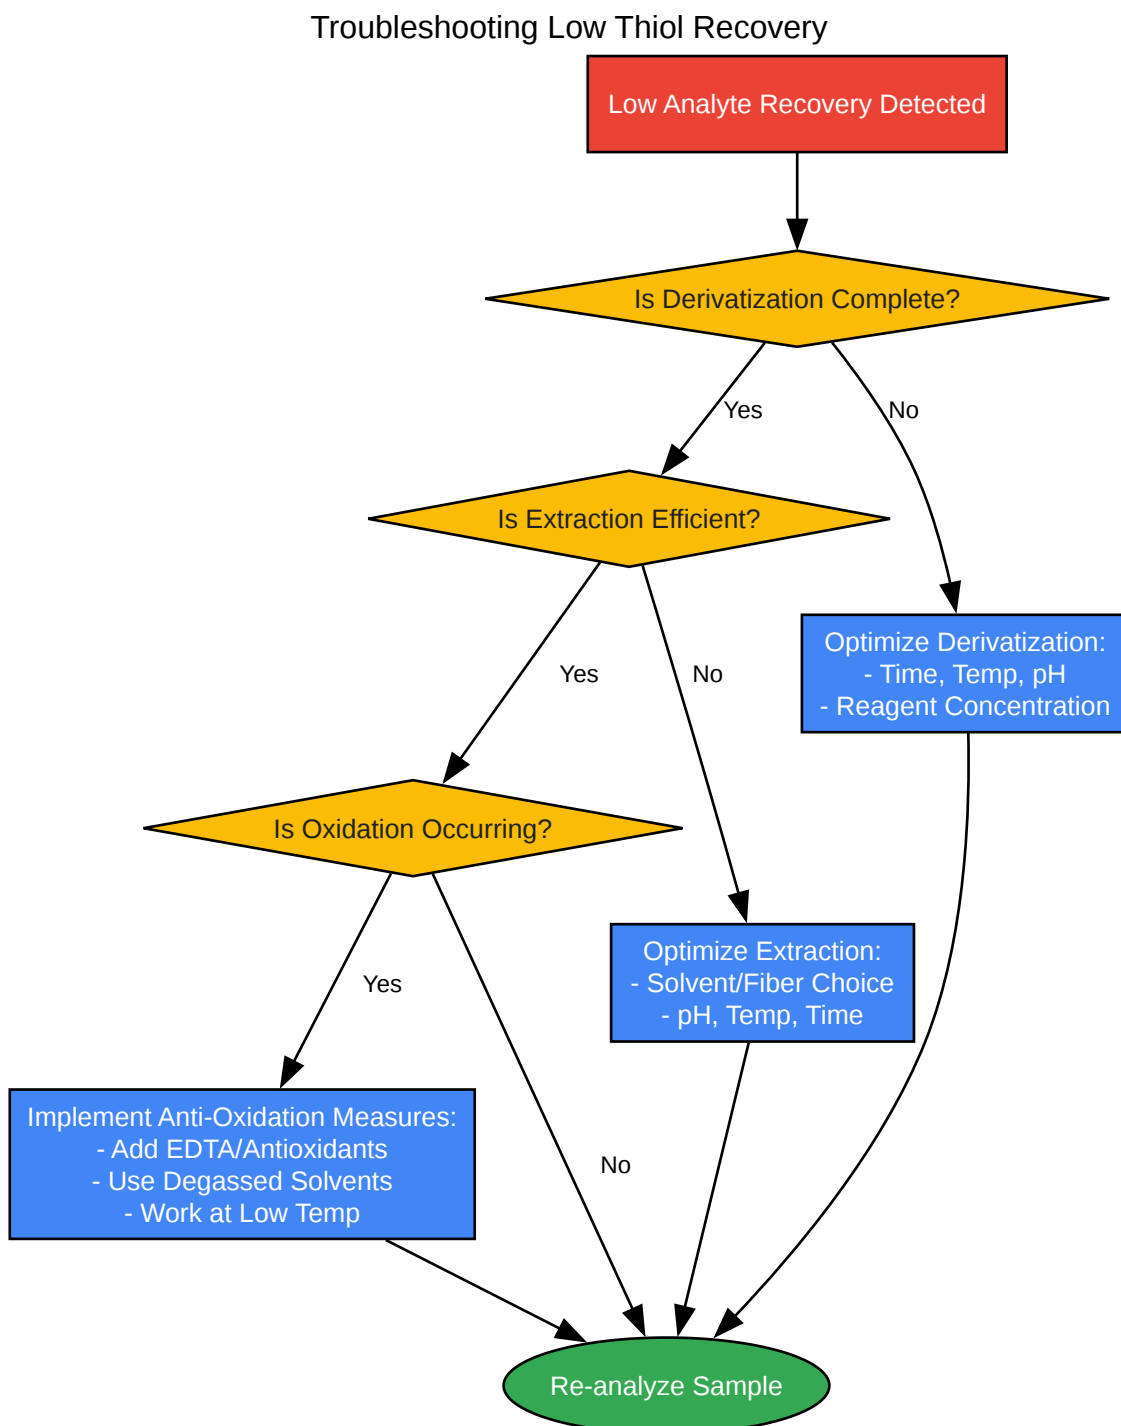 Troubleshooting Low Thiol Recovery
Low Analyte Recovery Detected
Is Derivatization Complete?
Yes
No
Is Extraction Efficient?
Optimize Derivatization:
- Time, Temp, pH
- Reagent Concentration
Yes
No
Is Oxidation Occurring?
Optimize Extraction:
- Solvent/Fiber Choice
- pH, Temp, Time
Yes
No
Implement Anti-Oxidation Measures:
- Add EDTA/Antioxidants
- Use Degassed Solvents
- Work at Low Temp
Re-analyze Sample